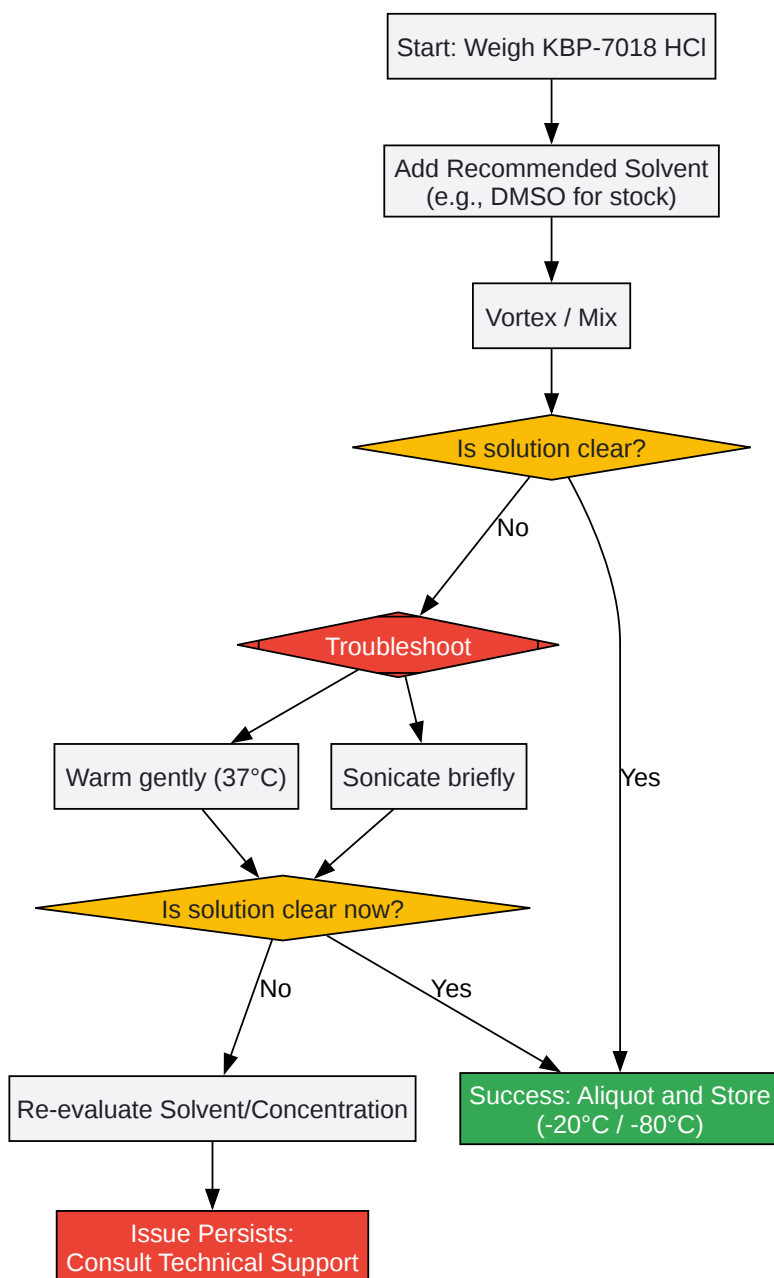 Start: Weigh KBP-7018 HCl
Add Recommended Solvent
(e.g., DMSO for stock)
Vortex / Mix
Is solution clear?
No
Troubleshoot
Warm gently (37°C)
Sonicate briefly
Yes
Is solution clear now?
No
Yes
Re-evaluate Solvent/Concentration
Success: Aliquot and Store
(-20°C / -80°C)
Issue Persists:
Consult Technical Support